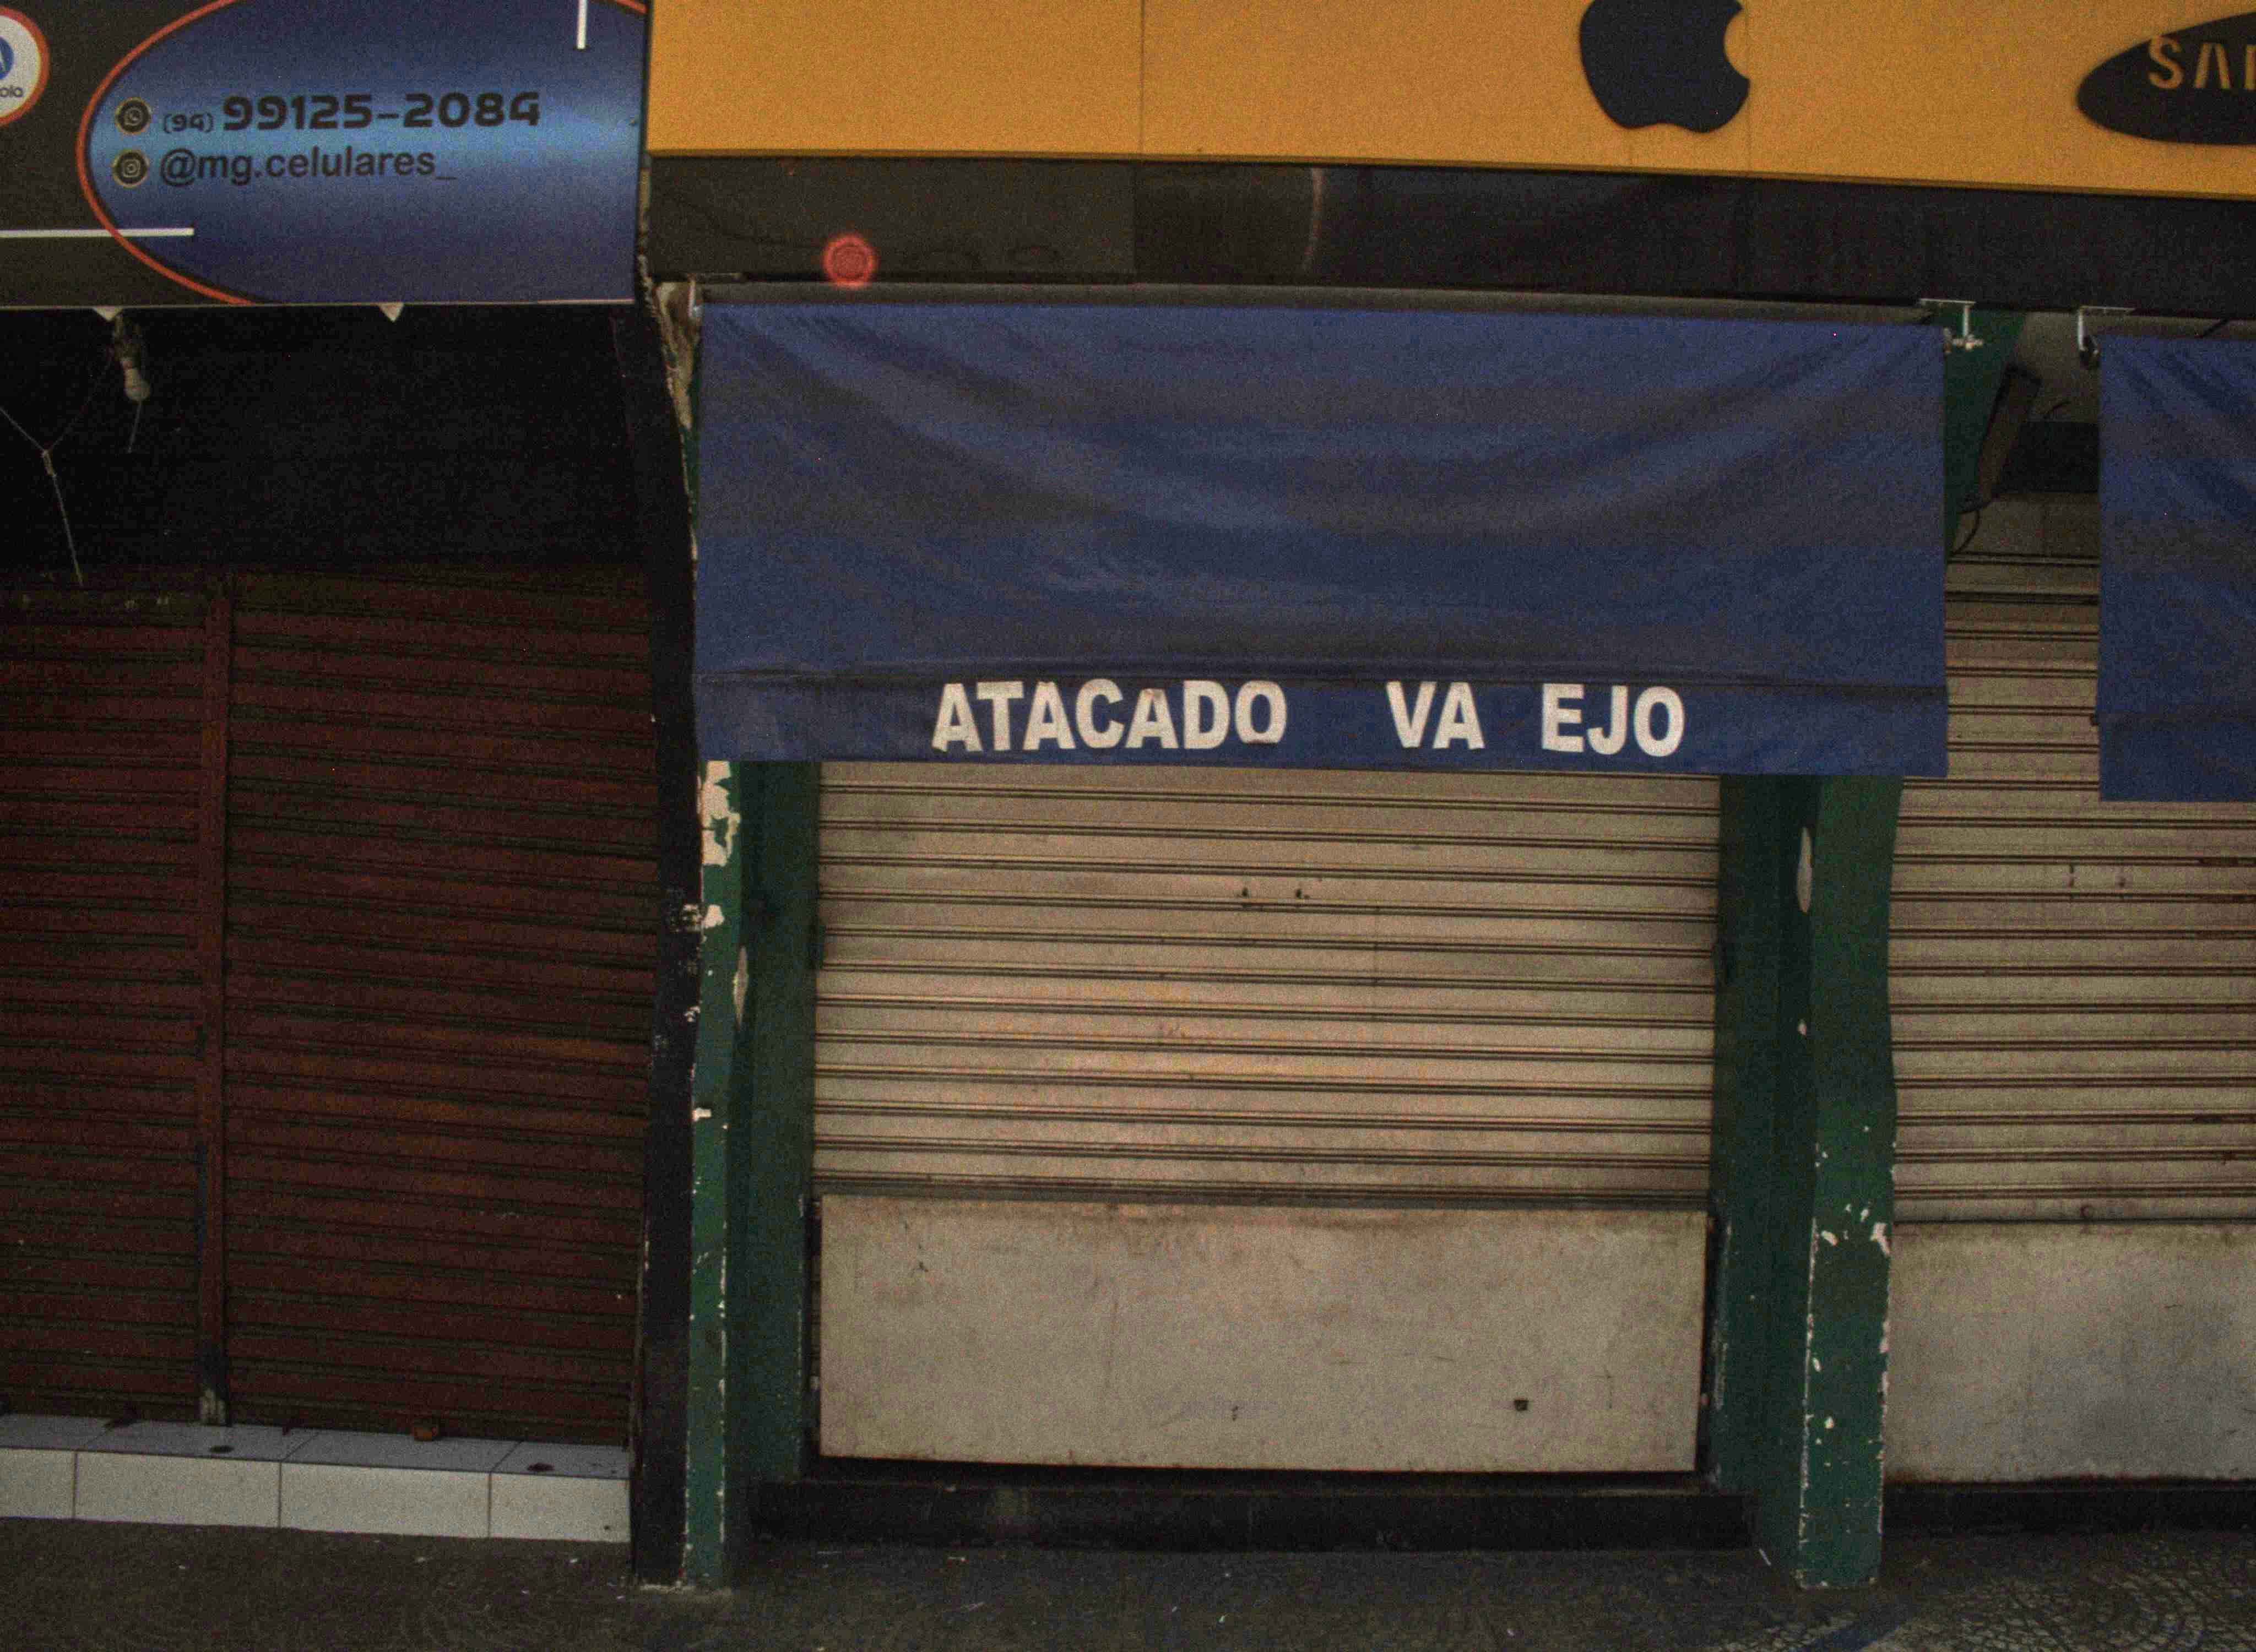 (94) 99125-2084
@mg.celulares_
ATACADO VA EJO